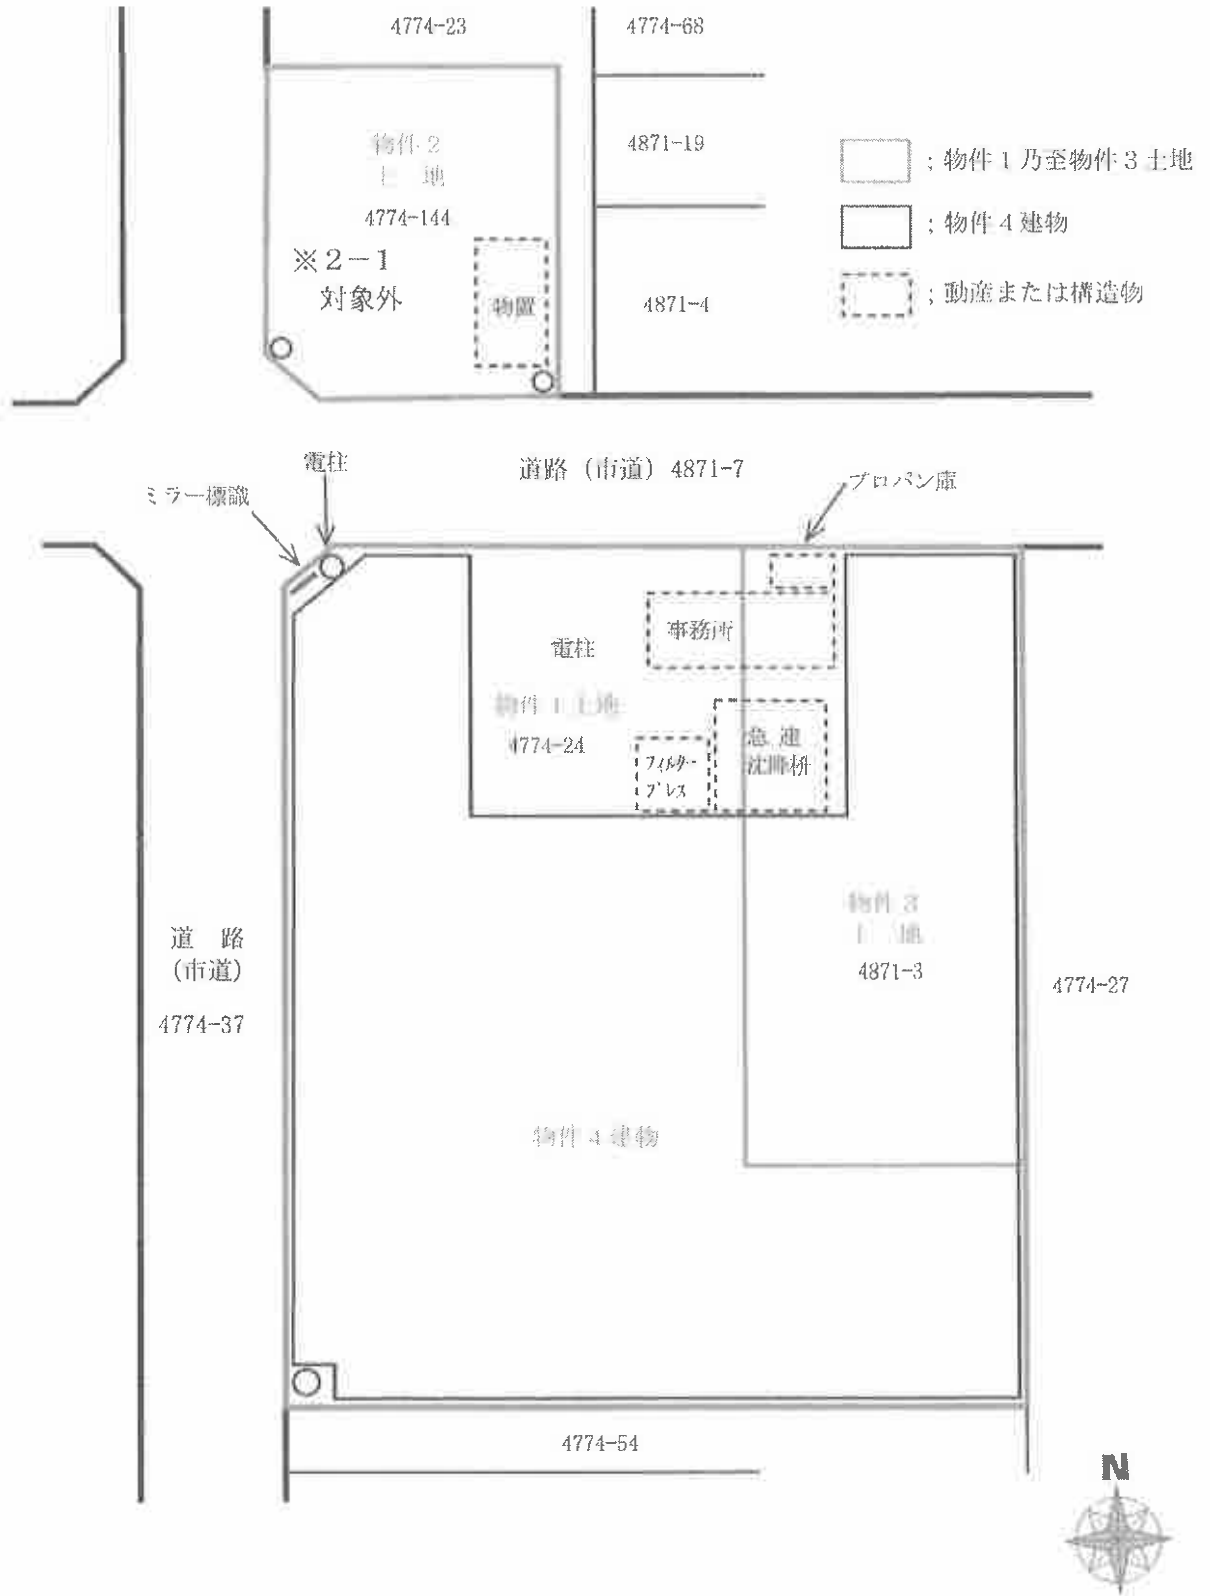 4774-23
4774-68
物件2
土 地
4774-144
※2-1
対象外
物置
4871-19
4871-4
;物件1乃至物件3土地
;物件4建物
;動産または構造物
電柱
ミラー標識
道路(市道)4871-7
プロパン庫
事務所
電柱
物件1土地
4774-24
フィルター
プレス
急 速
沈降枡
物件3
土 地
4871-3
4774-27
道 路
(市道)
4774-37
物件4建物
4774-54
N